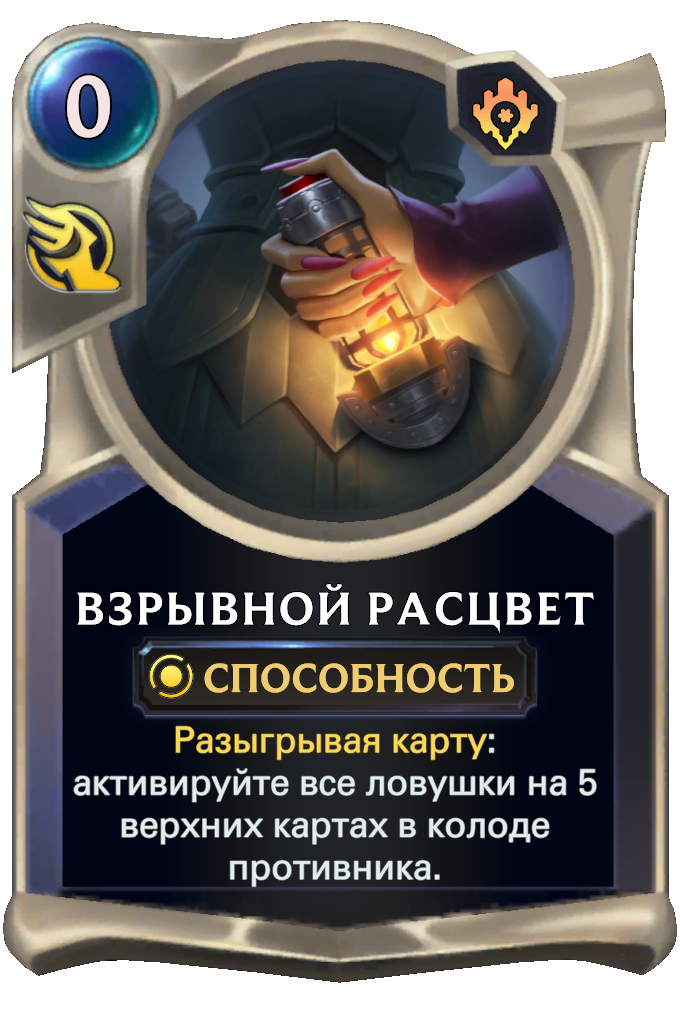 0
ВЗРЫВНОЙ РАСЦВЕТ
СПОСОБНОСТЬ
Разыгрывая карту:
активируйте все ловушки на 5
верхних картах в колоде
противника.